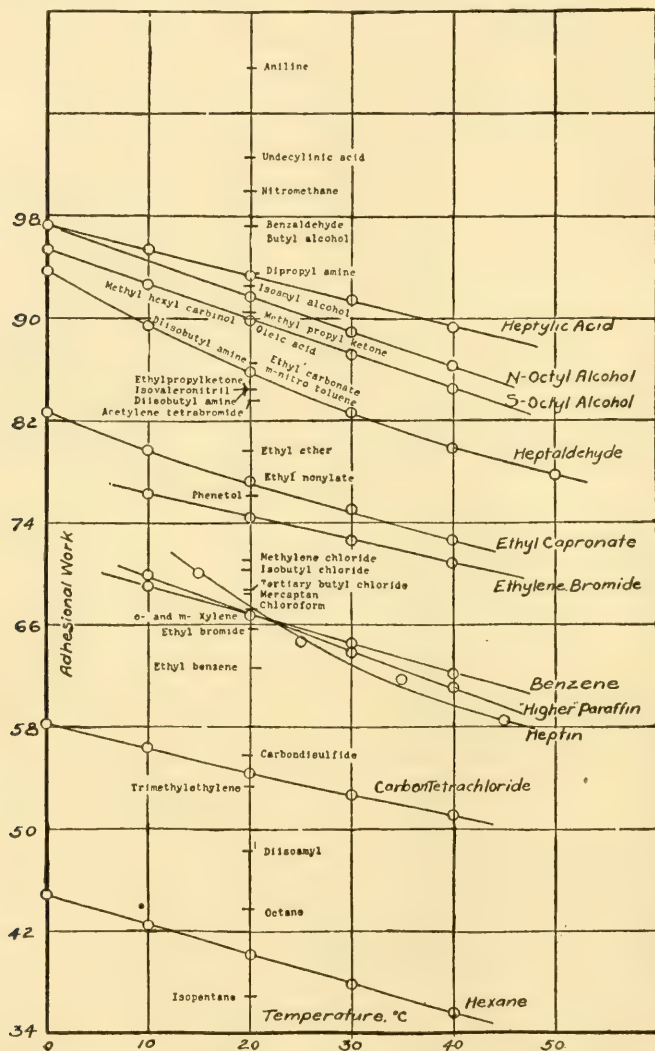 Aniline
Undecylinic acid
Nitromethane
98
Benzaldehyde
Butyl alcohol
Dipropyl amine
Isoamyl alcohol
Methyl hexyl carbinol
Methyl propyl ketone
Heptylic Acid
90
Oleic acid
Diisobutyl amine
Ethyl carbonate
m-nitro toluene
N-Octyl Alcohol
Ethylpropylketone
Isovaleronitril
Diisobutyl amine
Acetylene tetrabromide
S-Octyl Alcohol
82
Ethyl ether
Heptaldehyde
Ethyl nonylate
Phenetol
74
Ethyl Capronate
Methylene chloride
Isobutyl chloride
Tertiary butyl chloride
Mercaptan
Chloroform
Ethylene Bromide
Adhesional Work
o- and m- Xylene
66
Ethyl bromide
Ethyl benzene
Benzene
"Higher" Paraffin
Heptin
58
Carbondisulfide
Trimethylethylene
Carbon Tetrachloride
50
Diisoamyl
Octane
42
Isopentane
Hexane
Temperature, °C
34
0 10 20 30 40 50